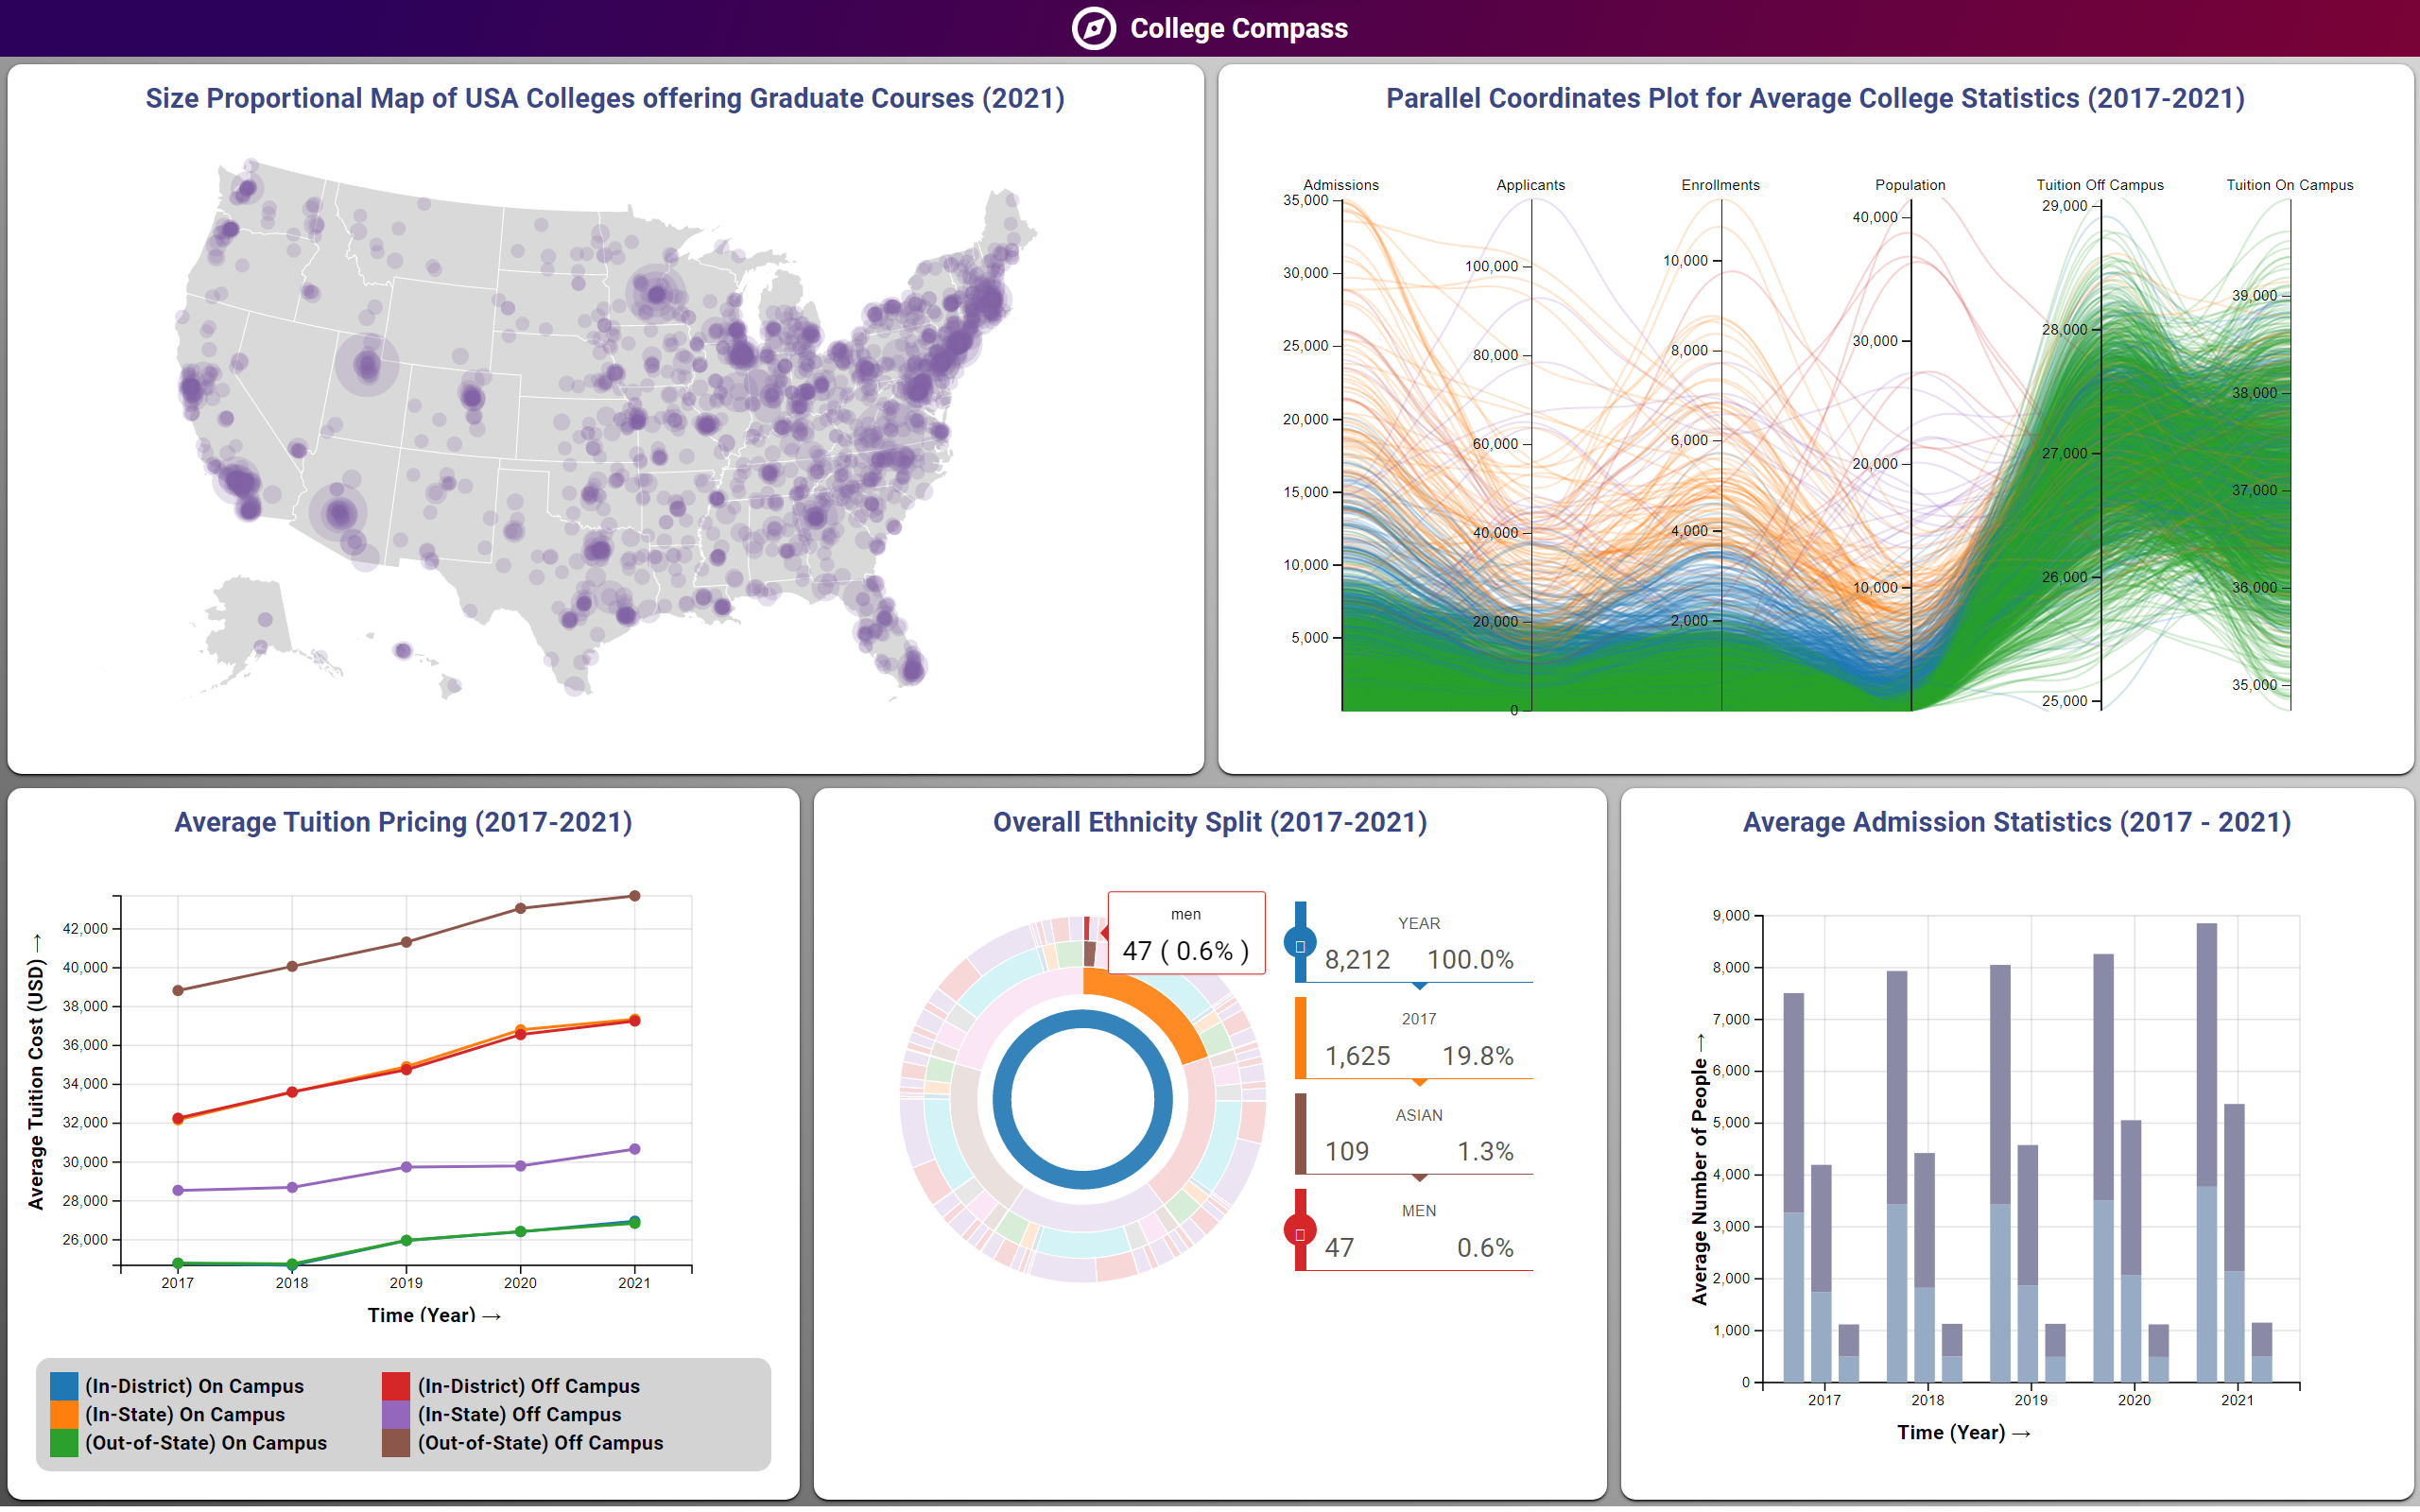 College Compass
Size Proportional Map of USA Colleges offering Graduate Courses (2021)
Parallel Coordinates Plot for Average College Statistics (2017-2021)
Admissions
Applicants
Enrollments
Population
Tuition Off Campus
Tuition On Campus
35,000
30,000
25,000
20,000
15,000
10,000
5,000
100,000
80,000
60,000
40,000
20,000
0
10,000
8,000
6,000
4,000
2,000
40,000
30,000
20,000
10,000
29,000
28,000
27,000
26,000
25,000
39,000
38,000
37,000
36,000
35,000
Average Tuition Pricing (2017-2021)
Average Tuition Cost (USD) →
42,000
40,000
38,000
36,000
34,000
32,000
30,000
28,000
26,000
2017 2018 2019 2020 2021
Time (Year) →
(In-District) On Campus
(In-State) On Campus
(Out-of-State) On Campus
(In-District) Off Campus
(In-State) Off Campus
(Out-of-State) Off Campus
Overall Ethnicity Split (2017-2021)
men
47 ( 0.6% )
YEAR
8,212 100.0%
2017
1,625 19.8%
ASIAN
109 1.3%
MEN
47 0.6%
Average Admission Statistics (2017 - 2021)
Average Number of People →
9,000
8,000
7,000
6,000
5,000
4,000
3,000
2,000
1,000
0
2017 2018 2019 2020 2021
Time (Year) →